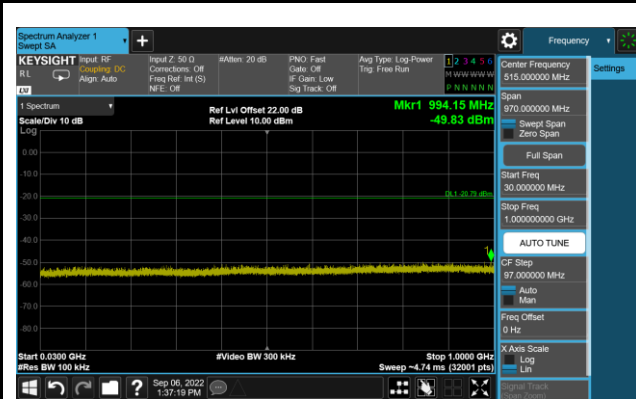 Spectrum Analyzer 1
Swept SA
+
Frequency
KEYSIGHT
RL
Input: RF
Coupling: DC
Align: Auto
Input Z: 50 Ω
Corrections: Off
Freq Ref: Int (S)
NFE: Off
#Atten: 20 dB
PNO: Fast
Gate: Off
IF Gain: Low
Sig Track: Off
Avg Type: Log-Power
Trig: Free Run
1 2 3 4 5 6
M W W W W W
P N N N N N
LXI
1 Spectrum
Scale/Div 10 dB
Ref Lvl Offset 22.00 dB
Ref Level 10.00 dBm
Mkr1 994.15 MHz
-49.83 dBm
Log
0.00
-10.0
-20.0
DL1 -20.79 dBm
-30.0
-40.0
-50.0
1
-60.0
-70.0
-80.0
Start 0.0300 GHz
#Res BW 100 kHz
#Video BW 300 kHz
Stop 1.0000 GHz
Sweep ~4.74 ms (32001 pts)
Sep 06, 2022
1:37:19 PM
?
Center Frequency
515.000000 MHz
Settings
Span
970.000000 MHz
Swept Span
Zero Span
Full Span
Start Freq
30.000000 MHz
Stop Freq
1.000000000 GHz
AUTO TUNE
CF Step
97.000000 MHz
Auto
Man
Freq Offset
0 Hz
X Axis Scale
Log
Lin
Signal Track
(Span Zoom)